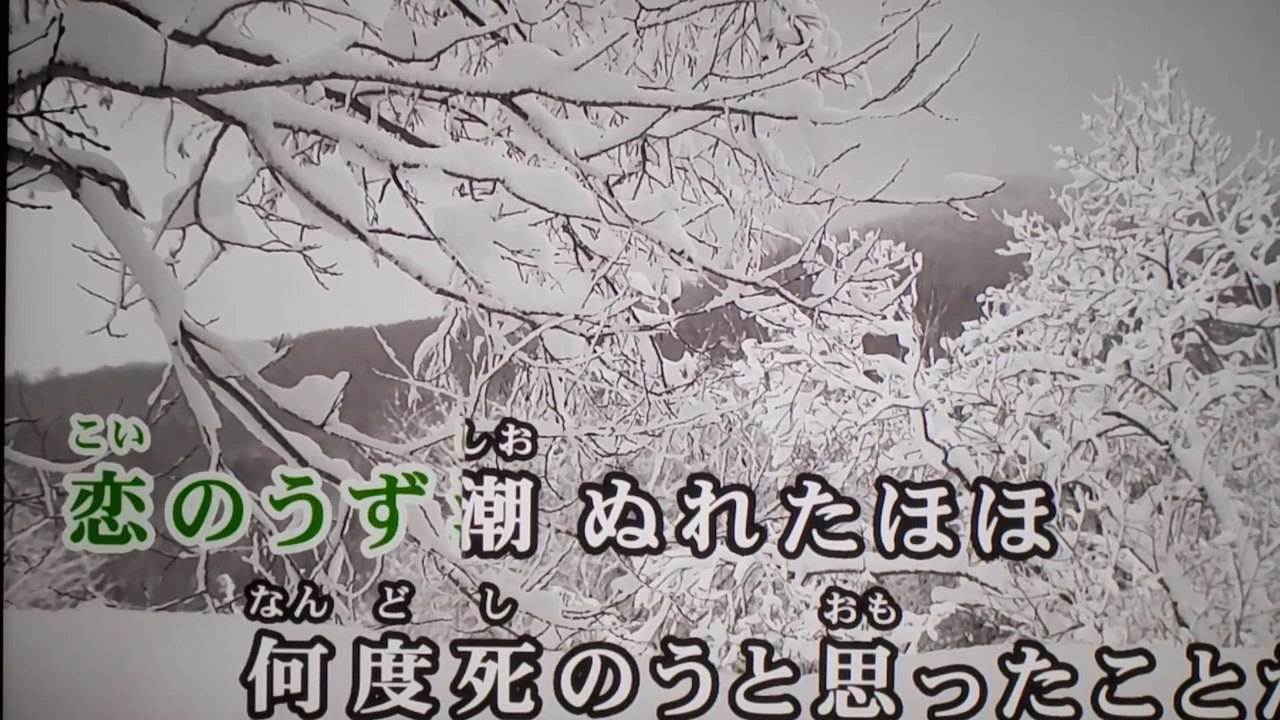 こい しお
恋のうず潮 ぬれたほほ
なん ど し おも
何度死のうと思ったこと